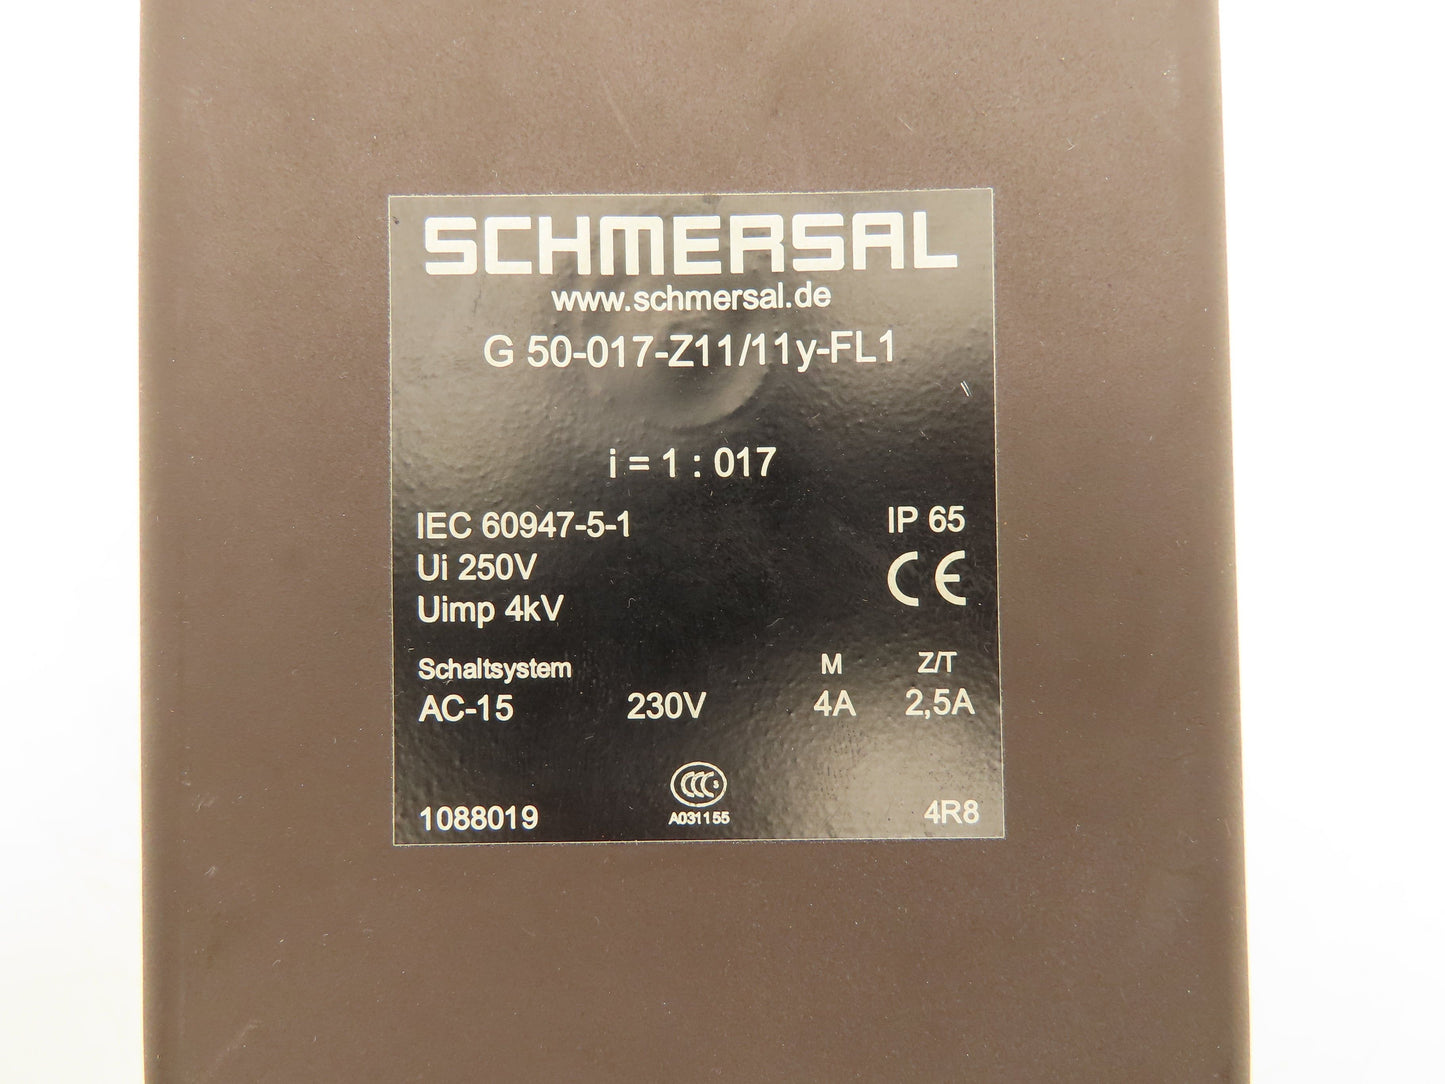 SCHMERSAL
www.schmersal.de
G 50-017-Z11/11y-FL1
i = 1 : 017
IEC 60947-5-1 IP 65
Ui 250V CE
Uimp 4kV
Schaltsystem M Z/T
AC-15 230V 4A 2,5A
CCC S
1088019 A031155 4R8